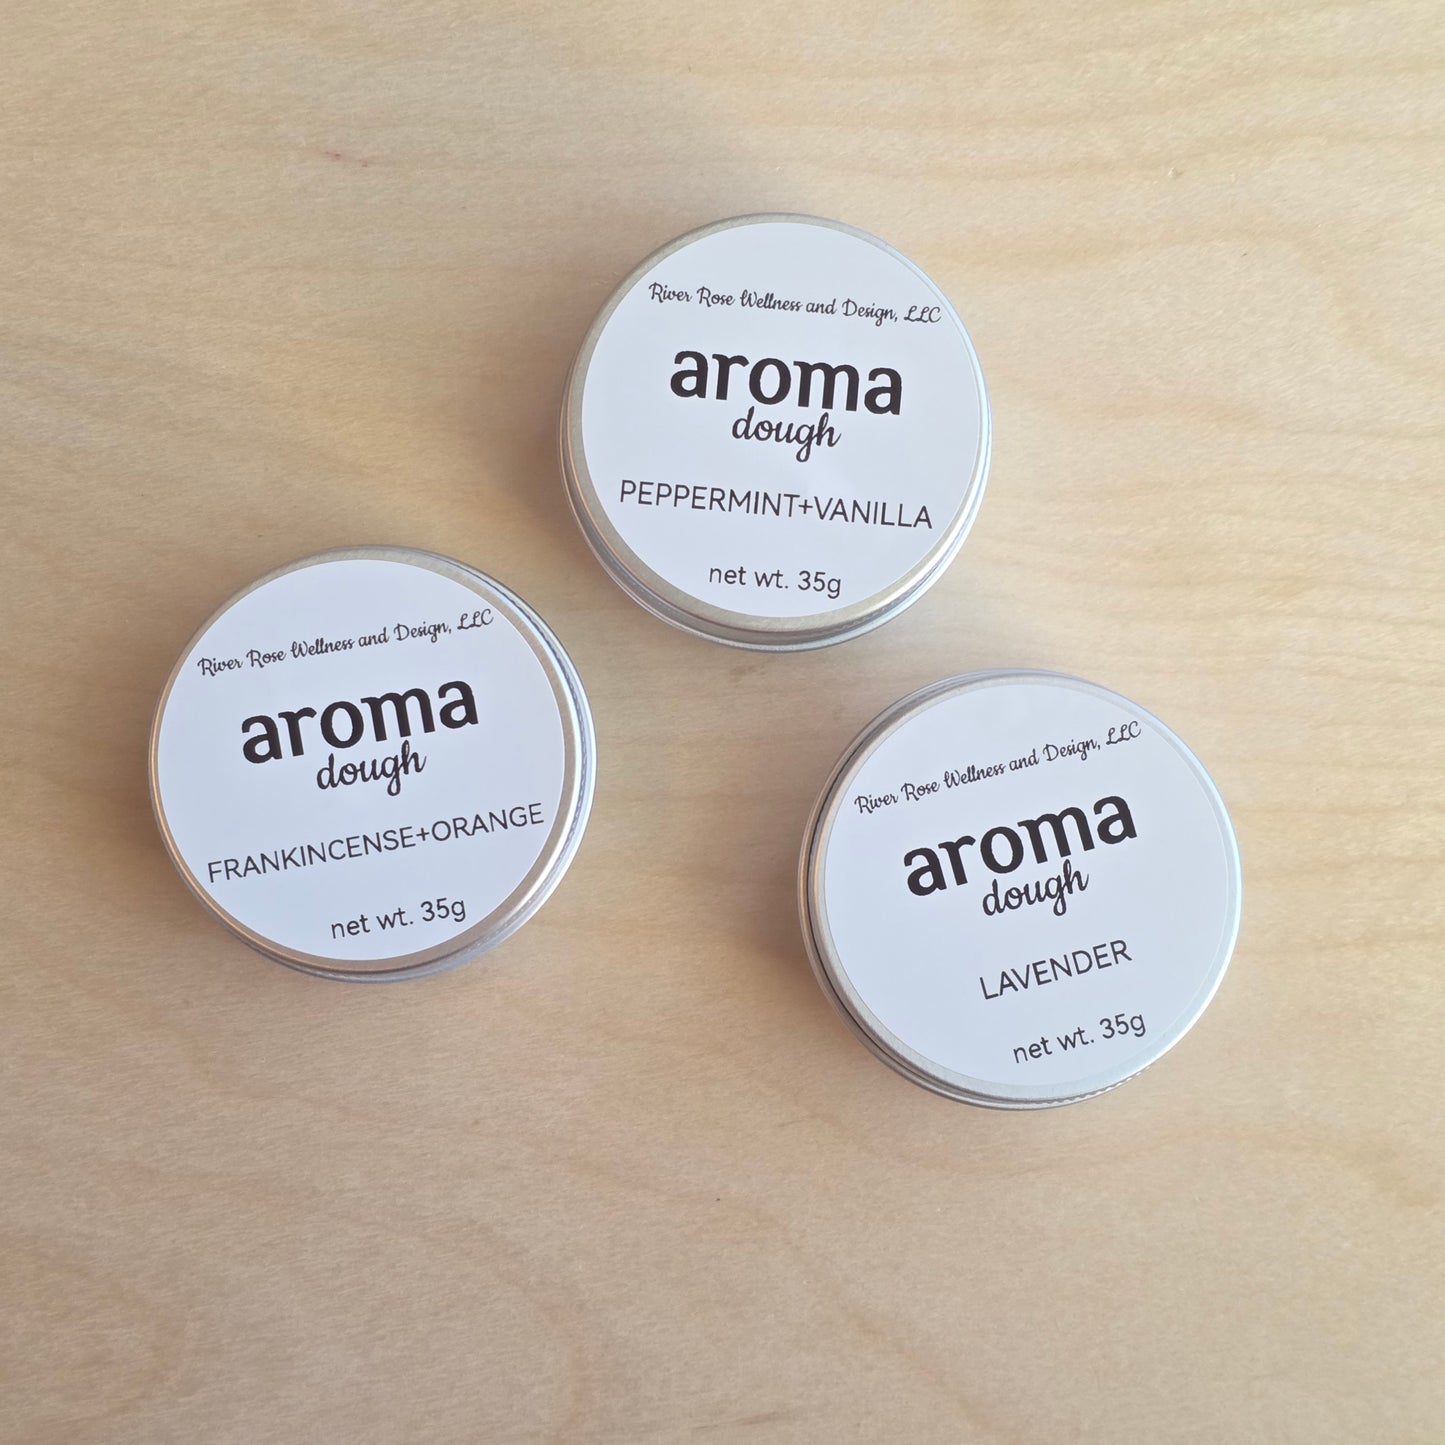 River Rose Wellness and Design, LLC
aroma
dough
PEPPERMINT+VANILLA
net wt. 35g
River Rose Wellness and Design, LLC
aroma
dough
FRANKINCENSE+ORANGE
net wt. 35g
River Rose Wellness and Design, LLC
aroma
dough
LAVENDER
net wt. 35g